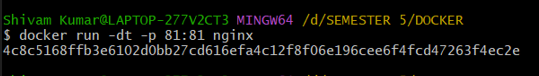 Shivam Kumar@LAPTOP-277V2CT3 MINGW64 /d/SEMESTER 5/DOCKER
$ docker run -dt -p 81:81 nginx
4c8c5168ffb3e6102d0bb27cd616efa4c12f8f06e196cee6f4fcd47263f4ec2e